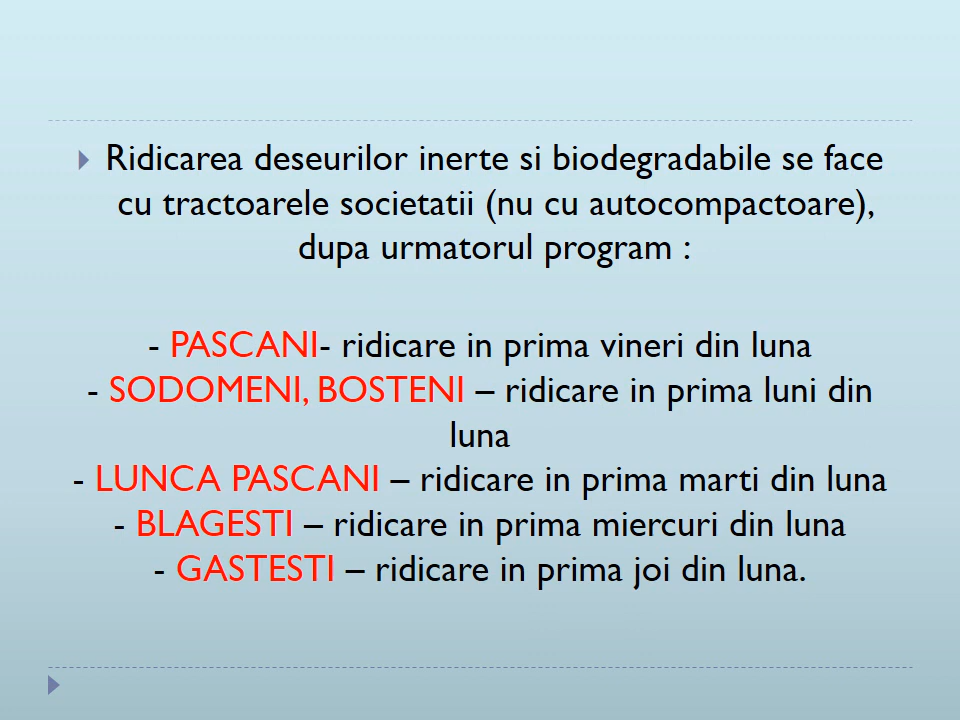 Ridicarea deseurilor inerte si biodegradabile se face
cu tractoarele societatii (nu cu autocompactoare),
dupa urmatorul program :
- PASCANI- ridicare in prima vineri din luna
- SODOMENI, BOSTENI – ridicare in prima luni din
luna
- LUNCA PASCANI – ridicare in prima marti din luna
- BLAGESTI – ridicare in prima miercuri din luna
- GASTESTI – ridicare in prima joi din luna.